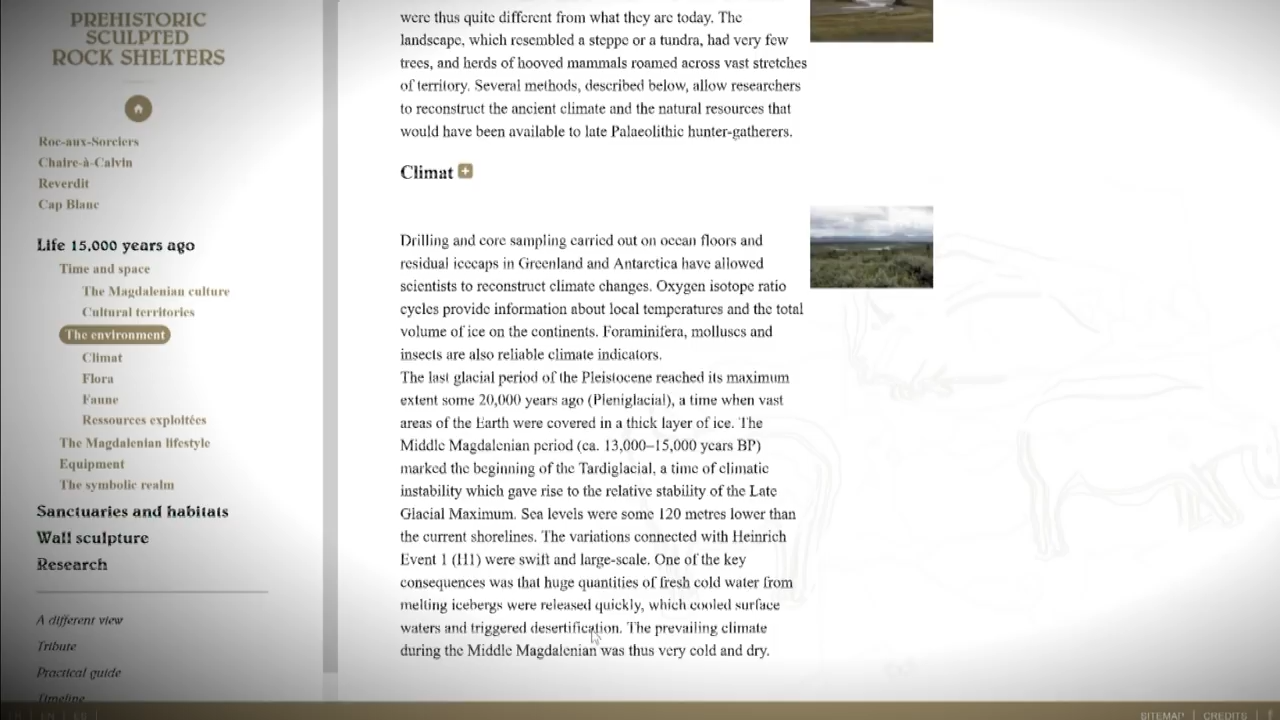 PREHISTORIC
SCULPTED
ROCK SHELTERS
Roc-aux-Sorciers
Chaire-à-Calvin
Reverdit
Cap Blanc
Life 15,000 years ago
Time and space
The Magdalenian culture
Cultural territories
The environment
Climat
Flora
Faune
Ressources exploitées
The Magdalenian lifestyle
Equipment
The symbolic realm
Sanctuaries and habitats
Wall sculpture
Research
A different view
Tribute
Practical guide
Timeline
were thus quite different from what they are today. The
landscape, which resembled a steppe or a tundra, had very few
trees, and herds of hooved mammals roamed across vast stretches
of territory. Several methods, described below, allow researchers
to reconstruct the ancient climate and the natural resources that
would have been available to late Palaeolithic hunter-gatherers.
Climat
Drilling and core sampling carried out on ocean floors and
residual icecaps in Greenland and Antarctica have allowed
scientists to reconstruct climate changes. Oxygen isotope ratio
cycles provide information about local temperatures and the total
volume of ice on the continents. Foraminifera, molluscs and
insects are also reliable climate indicators.
The last glacial period of the Pleistocene reached its maximum
extent some 20,000 years ago (Pleniglacial), a time when vast
areas of the Earth were covered in a thick layer of ice. The
Middle Magdalenian period (ca. 13,000–15,000 years BP)
marked the beginning of the Tardiglacial, a time of climatic
instability which gave rise to the relative stability of the Late
Glacial Maximum. Sea levels were some 120 metres lower than
the current shorelines. The variations connected with Heinrich
Event 1 (H1) were swift and large-scale. One of the key
consequences was that huge quantities of fresh cold water from
melting icebergs were released quickly, which cooled surface
waters and triggered desertification. The prevailing climate
during the Middle Magdalenian was thus very cold and dry.
SITEMAP | CREDITS |